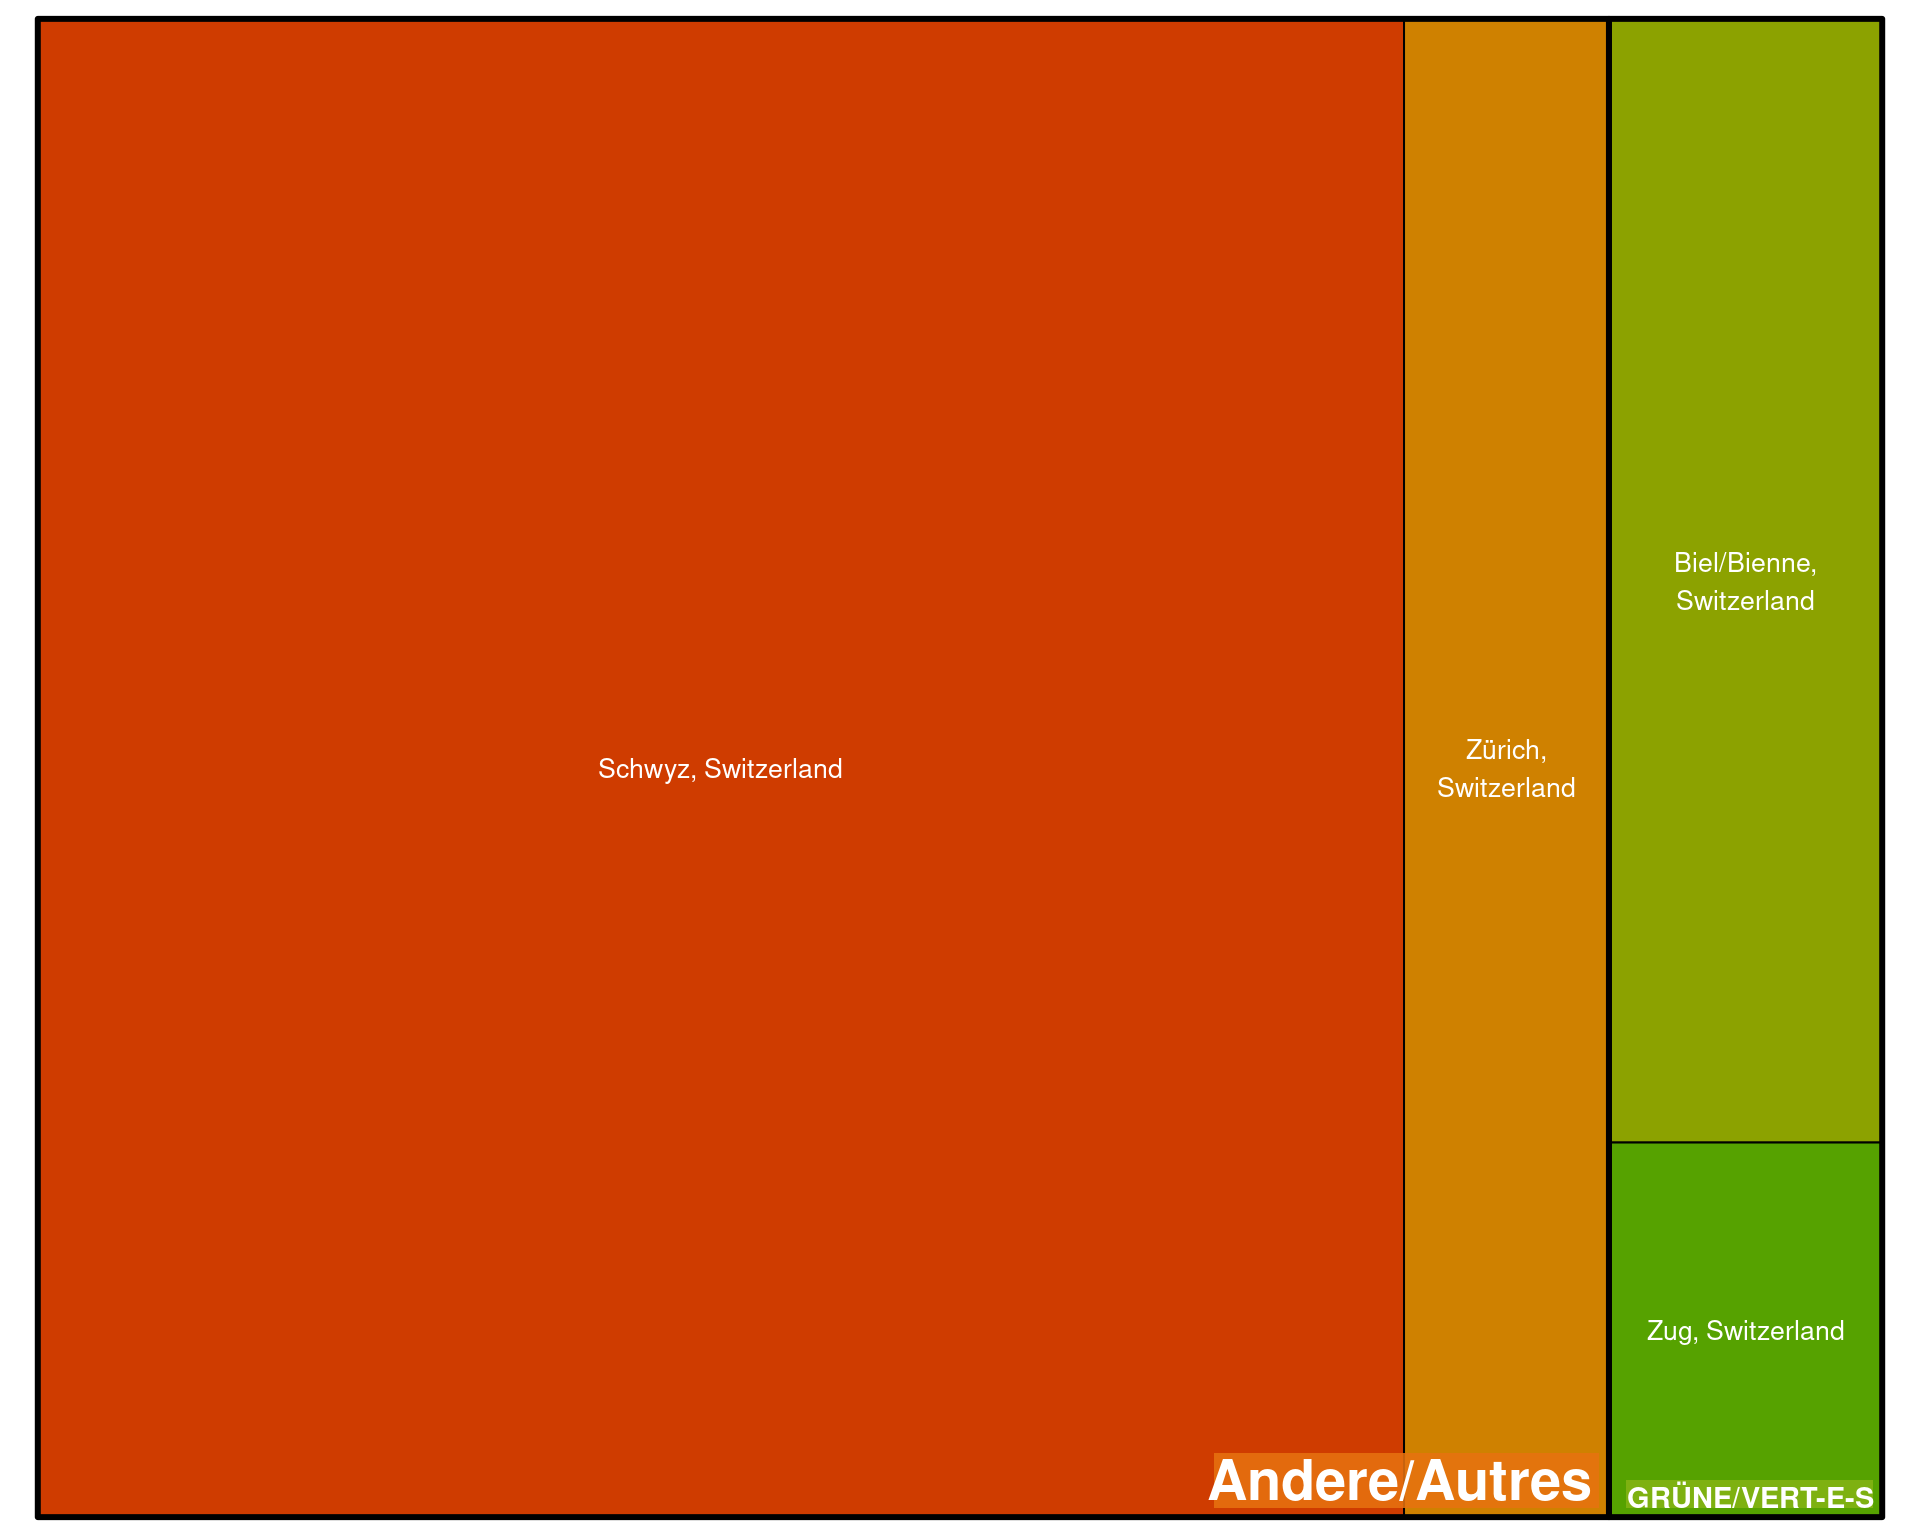 Schwyz, Switzerland
Zürich,
Switzerland
Andere/Autres
Biel/Bienne,
Switzerland
Zug, Switzerland
GRÜNE/VERT-E-S